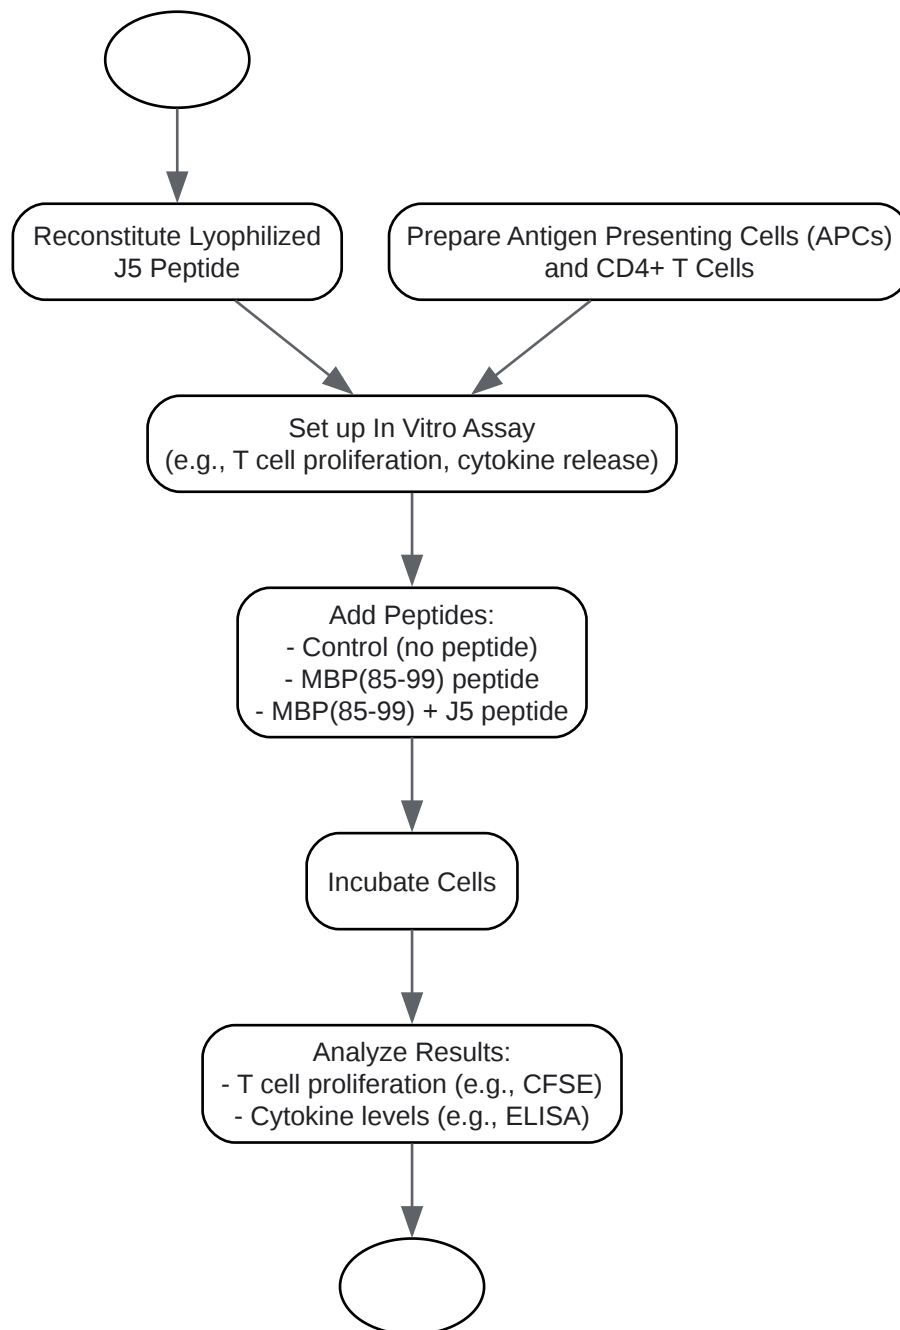 Reconstitute Lyophilized
J5 Peptide
Prepare Antigen Presenting Cells (APCs)
and CD4+ T Cells
Set up In Vitro Assay
(e.g., T cell proliferation, cytokine release)
Add Peptides:
- Control (no peptide)
- MBP(85-99) peptide
- MBP(85-99) + J5 peptide
Incubate Cells
Analyze Results:
- T cell proliferation (e.g., CFSE)
- Cytokine levels (e.g., ELISA)